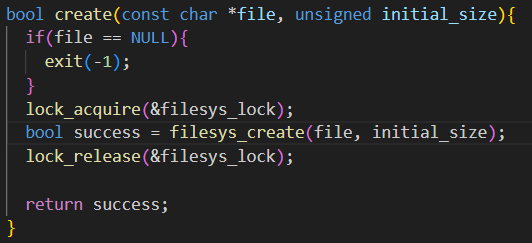 bool create(const char *file, unsigned initial_size){
  if(file == NULL){
    exit(-1);
  }
  lock_acquire(&filesys_lock);
  bool success = filesys_create(file, initial_size);
  lock_release(&filesys_lock);

  return success;
}